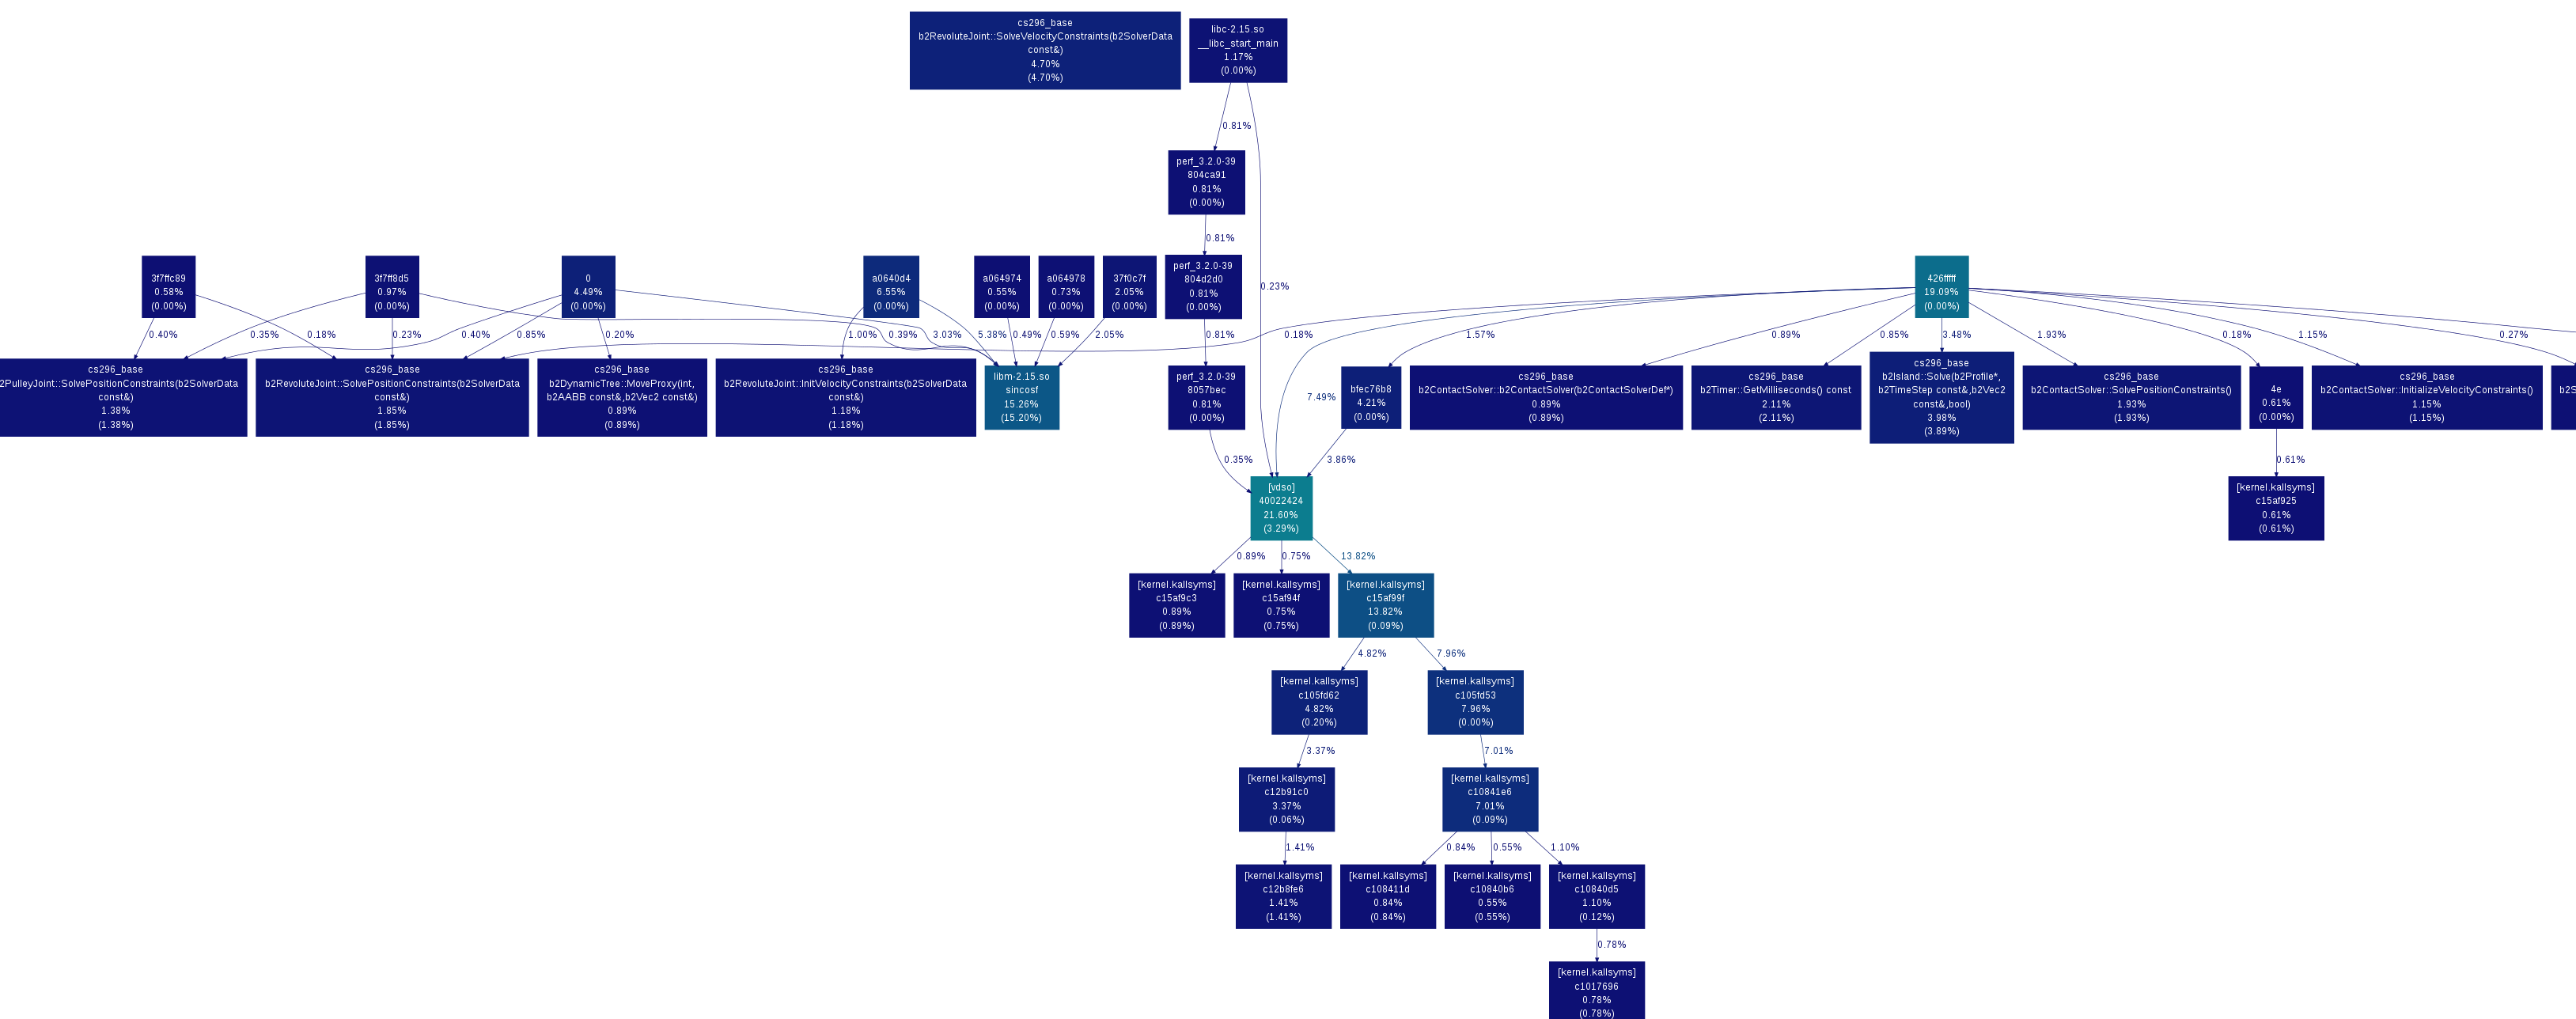 cs296_base
b2RevoluteJoint::SolveVelocityConstraints(b2SolverData
const&)
4.70%
(4.70%)
libc-2.15.so
__libc_start_main
1.17%
(0.00%)
0.81%
perf_3.2.0-39
804ca91
0.81%
(0.00%)
0.81%
3f7ffc89
0.58%
(0.00%)
3f7ff8d5
0.97%
(0.00%)
0
4.49%
(0.00%)
a0640d4
6.55%
(0.00%)
a064974
0.55%
(0.00%)
a064978
0.73%
(0.00%)
37f0c7f
2.05%
(0.00%)
perf_3.2.0-39
804d2d0
0.81%
(0.00%)
0.23%
426fffff
19.09%
(0.00%)
0.40%
0.18%
0.35%
0.23%
0.40%
0.85%
0.20%
1.00%
0.39%
3.03%
5.38%
0.49%
0.59%
2.05%
0.81%
0.18%
7.49%
1.57%
0.89%
0.85%
3.48%
1.93%
0.18%
1.15%
0.27%
cs296_base
2PulleyJoint::SolvePositionConstraints(b2SolverData
const&)
1.38%
(1.38%)
cs296_base
b2RevoluteJoint::SolvePositionConstraints(b2SolverData
const&)
1.85%
(1.85%)
cs296_base
b2DynamicTree::MoveProxy(int,
b2AABB const&,b2Vec2 const&)
0.89%
(0.89%)
cs296_base
b2RevoluteJoint::InitVelocityConstraints(b2SolverData
const&)
1.18%
(1.18%)
libm-2.15.so
sincosf
15.26%
(15.20%)
perf_3.2.0-39
8057bec
0.81%
(0.00%)
bfec76b8
4.21%
(0.00%)
cs296_base
b2ContactSolver::b2ContactSolver(b2ContactSolverDef*)
0.89%
(0.89%)
cs296_base
b2Timer::GetMilliseconds() const
2.11%
(2.11%)
cs296_base
b2Island::Solve(b2Profile*,
b2TimeStep const&,b2Vec2
const&,bool)
3.98%
(3.89%)
cs296_base
b2ContactSolver::SolvePositionConstraints()
1.93%
(1.93%)
4e
0.61%
(0.00%)
cs296_base
b2ContactSolver::InitializeVelocityConstraints()
1.15%
(1.15%)
b2S
0.35%
3.86%
0.61%
[vdso]
40022424
21.60%
(3.29%)
[kernel.kallsyms]
c15af925
0.61%
(0.61%)
0.89%
0.75%
13.82%
[kernel.kallsyms]
c15af9c3
0.89%
(0.89%)
[kernel.kallsyms]
c15af94f
0.75%
(0.75%)
[kernel.kallsyms]
c15af99f
13.82%
(0.09%)
4.82%
7.96%
[kernel.kallsyms]
c105fd62
4.82%
(0.20%)
[kernel.kallsyms]
c105fd53
7.96%
(0.00%)
3.37%
7.01%
[kernel.kallsyms]
c12b91c0
3.37%
(0.06%)
[kernel.kallsyms]
c10841e6
7.01%
(0.09%)
1.41%
0.84%
0.55%
1.10%
[kernel.kallsyms]
c12b8fe6
1.41%
(1.41%)
[kernel.kallsyms]
c108411d
0.84%
(0.84%)
[kernel.kallsyms]
c10840b6
0.55%
(0.55%)
[kernel.kallsyms]
c10840d5
1.10%
(0.12%)
0.78%
[kernel.kallsyms]
c1017696
0.78%
(0.78%)